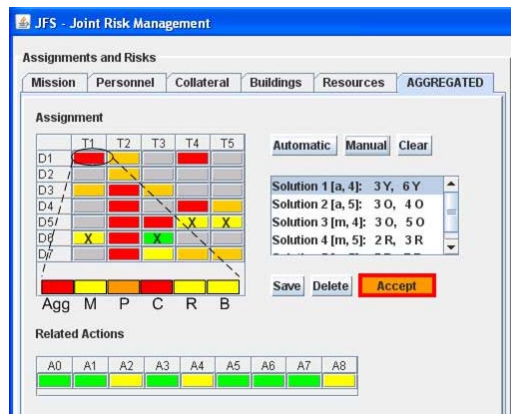 JFS - Joint Risk Management
Assignments and Risks
Mission Personnel Collateral Buildings Resources AGGREGATED
Assignment
T1 T2 T3 T4 T5
D1
D2
D3
D4
D5 X X
D6 X X
D7
Agg M P C R B
Automatic Manual Clear
Solution 1 [a, 4]: 3 Y, 6 Y
Solution 2 [a, 5]: 3 O, 4 O
Solution 3 [m, 4]: 3 O, 5 O
Solution 4 [m, 5]: 2 R, 3 R
Save Delete Accept
Related Actions
A0 A1 A2 A3 A4 A5 A6 A7 A8